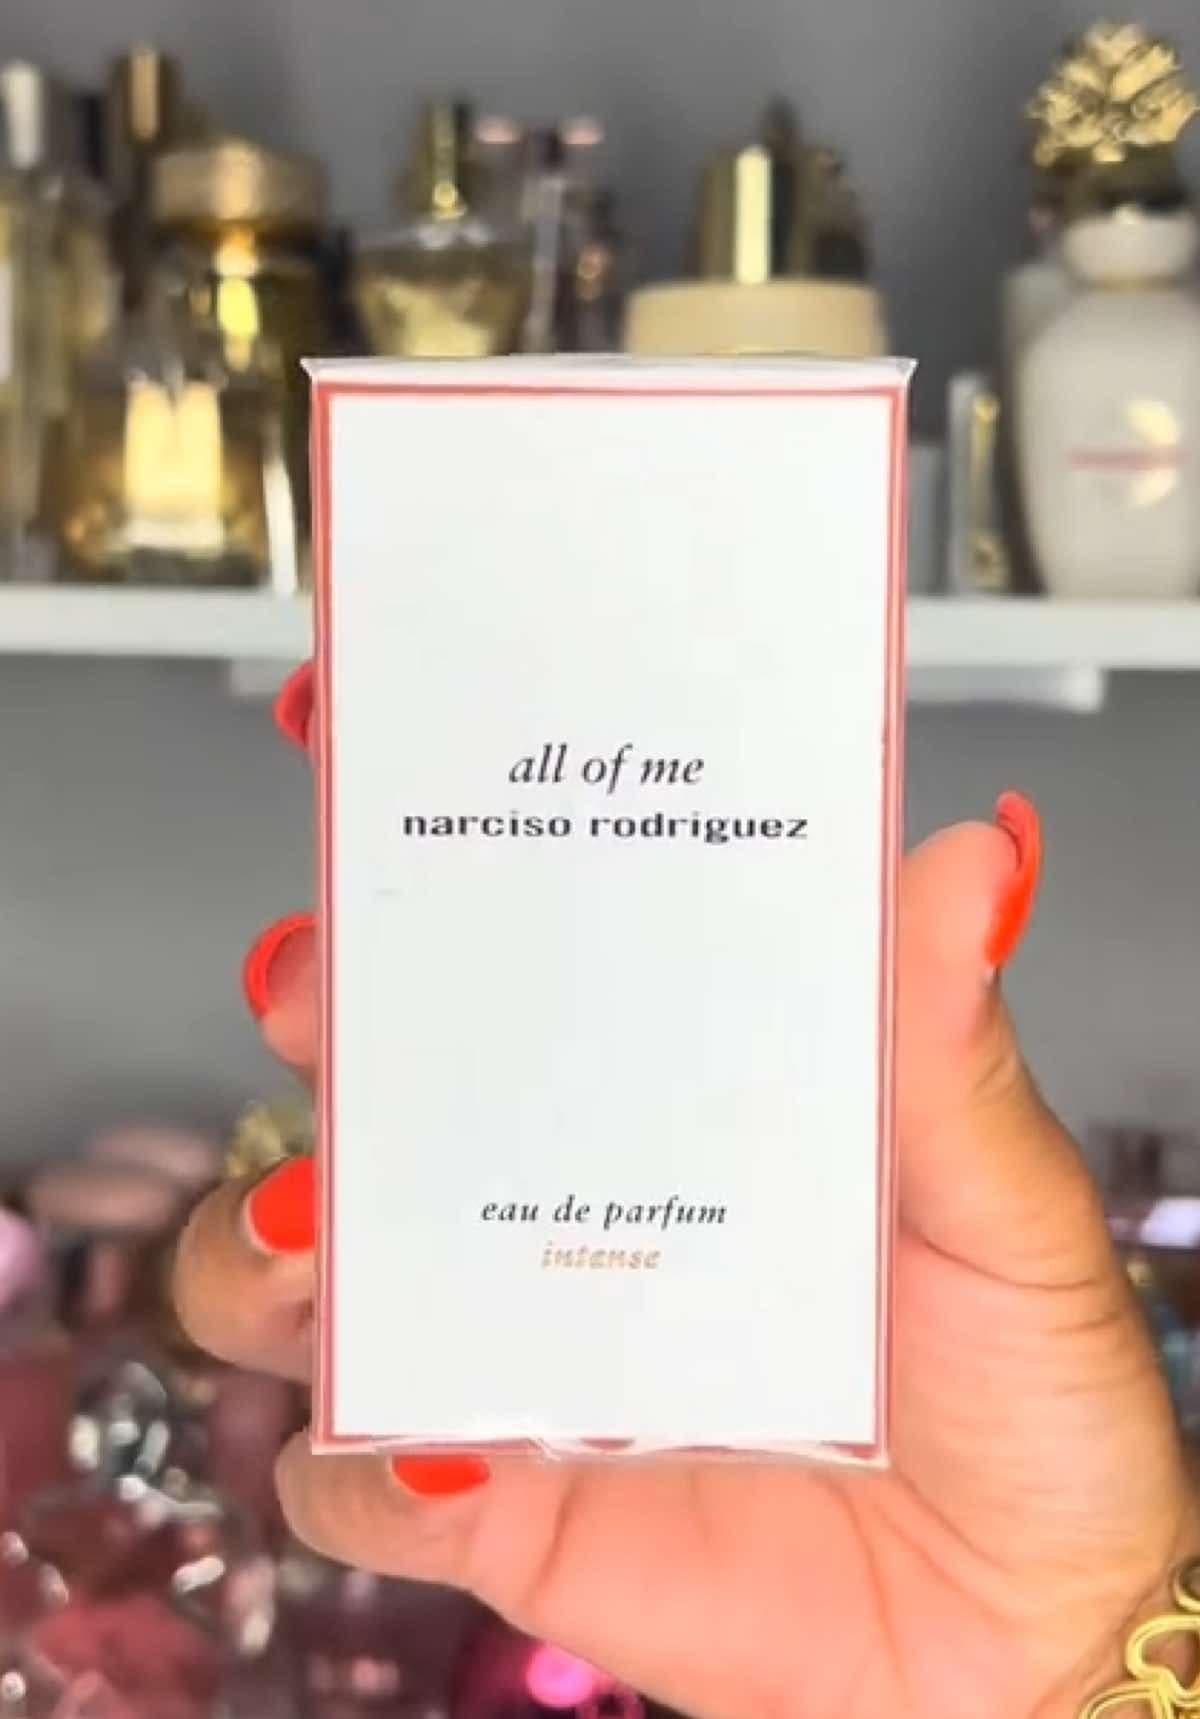 all of me
narciso rodriguez
eau de parfum
intense